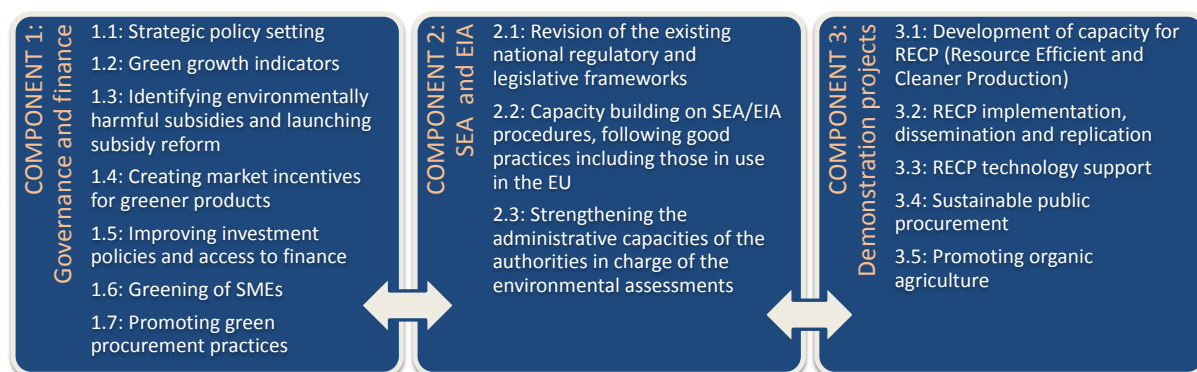 COMPONENT 1:
Governance and finance
1.1: Strategic policy setting
1.2: Green growth indicators
1.3: Identifying environmentally
harmful subsidies and launching
subsidy reform
1.4: Creating market incentives
for greener products
1.5: Improving investment
policies and access to finance
1.6: Greening of SMEs
1.7: Promoting green
procurement practices
COMPONENT 2:
SEA and EIA
2.1: Revision of the existing
national regulatory and
legislative frameworks
2.2: Capacity building on SEA/EIA
procedures, following good
practices including those in use
in the EU
2.3: Strengthening the
administrative capacities of the
authorities in charge of the
environmental assessments
COMPONENT 3:
Demonstration projects
3.1: Development of capacity for
RECP (Resource Efficient and
Cleaner Production)
3.2: RECP implementation,
dissemination and replication
3.3: RECP technology support
3.4: Sustainable public
procurement
3.5: Promoting organic
agriculture